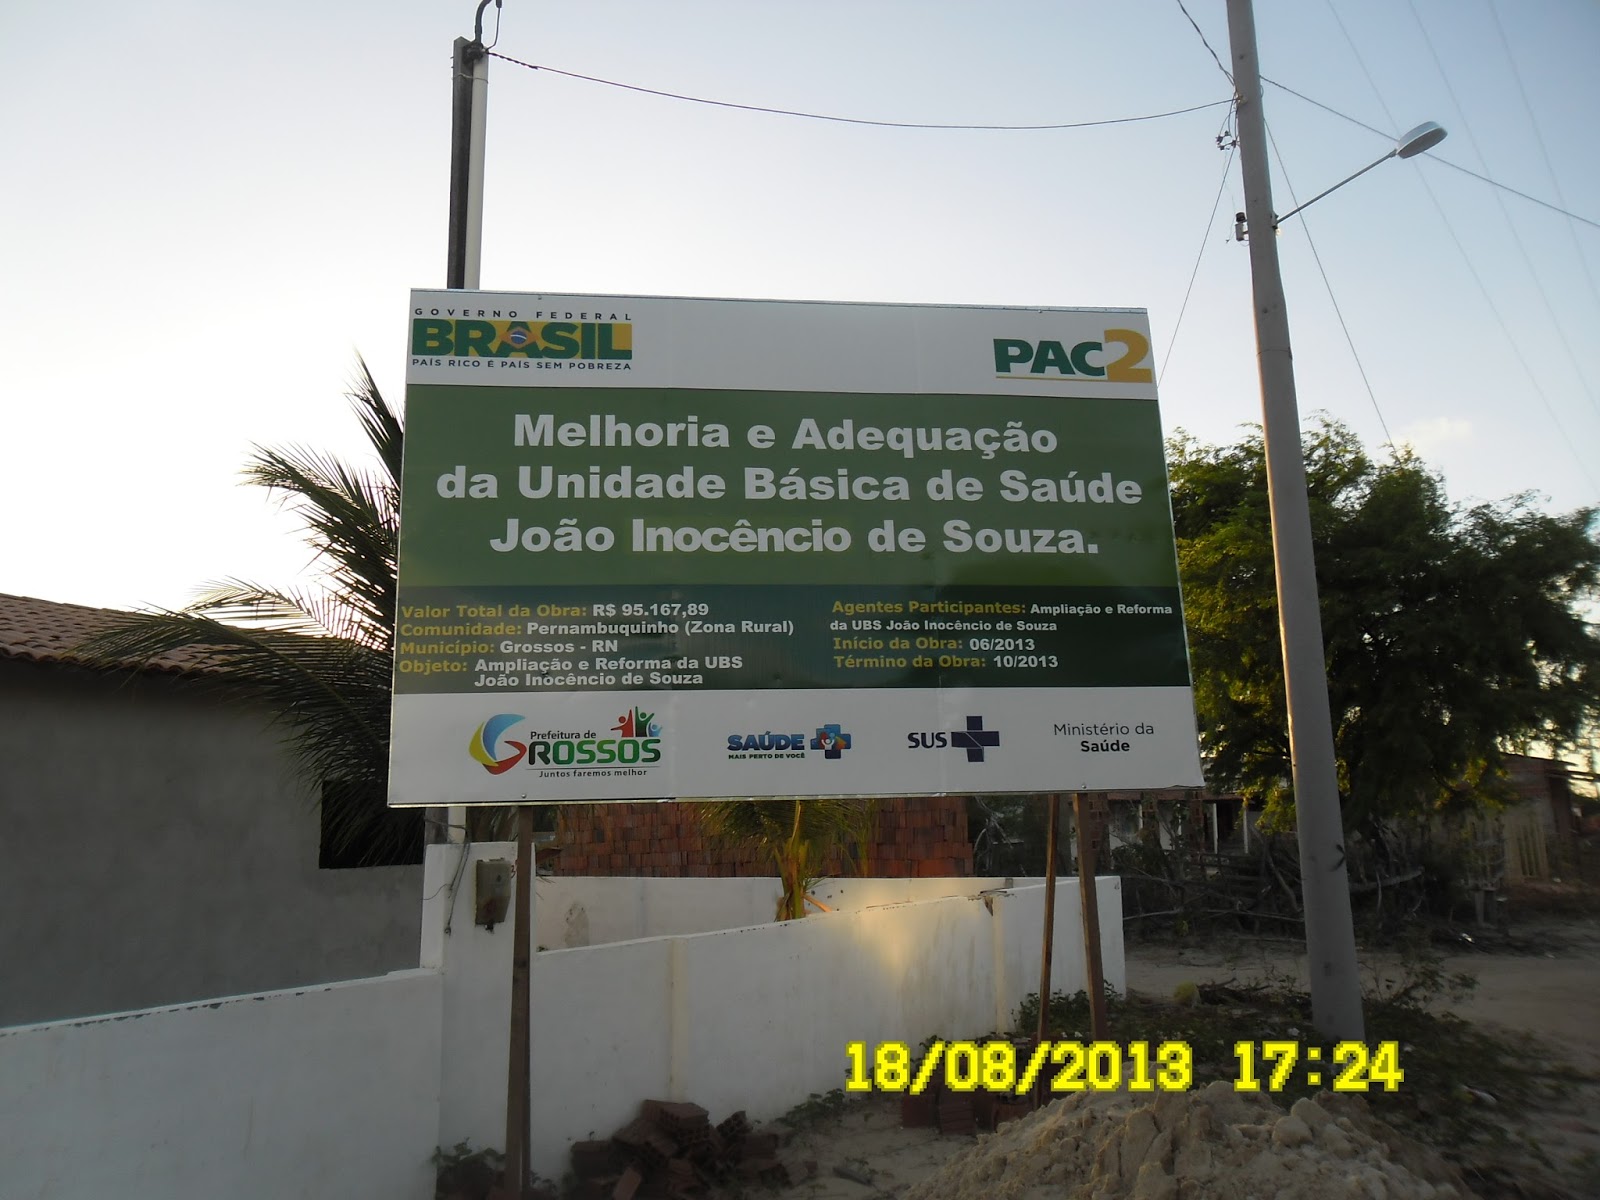 GOVERNO FEDERAL
BRASIL
PAÍS RICO É PAÍS SEM POBREZA
PAC2
Melhoria e Adequação
da Unidade Básica de Saúde
João Inocêncio de Souza.
Valor Total da Obra: R$ 95.167,89
Comunidade: Pernambuquinho (Zona Rural)
Município: Grossos - RN
Objeto: Ampliação e Reforma da UBS
João Inocêncio de Souza
Agentes Participantes: Ampliação e Reforma
da UBS João Inocêncio de Souza
Início da Obra: 06/2013
Término da Obra: 10/2013
Prefeitura de
GROSSOS
Juntos faremos melhor
SAÚDE
MAIS PERTO DE VOCÊ
SUS
Ministério da
Saúde
18/08/2013 17:24